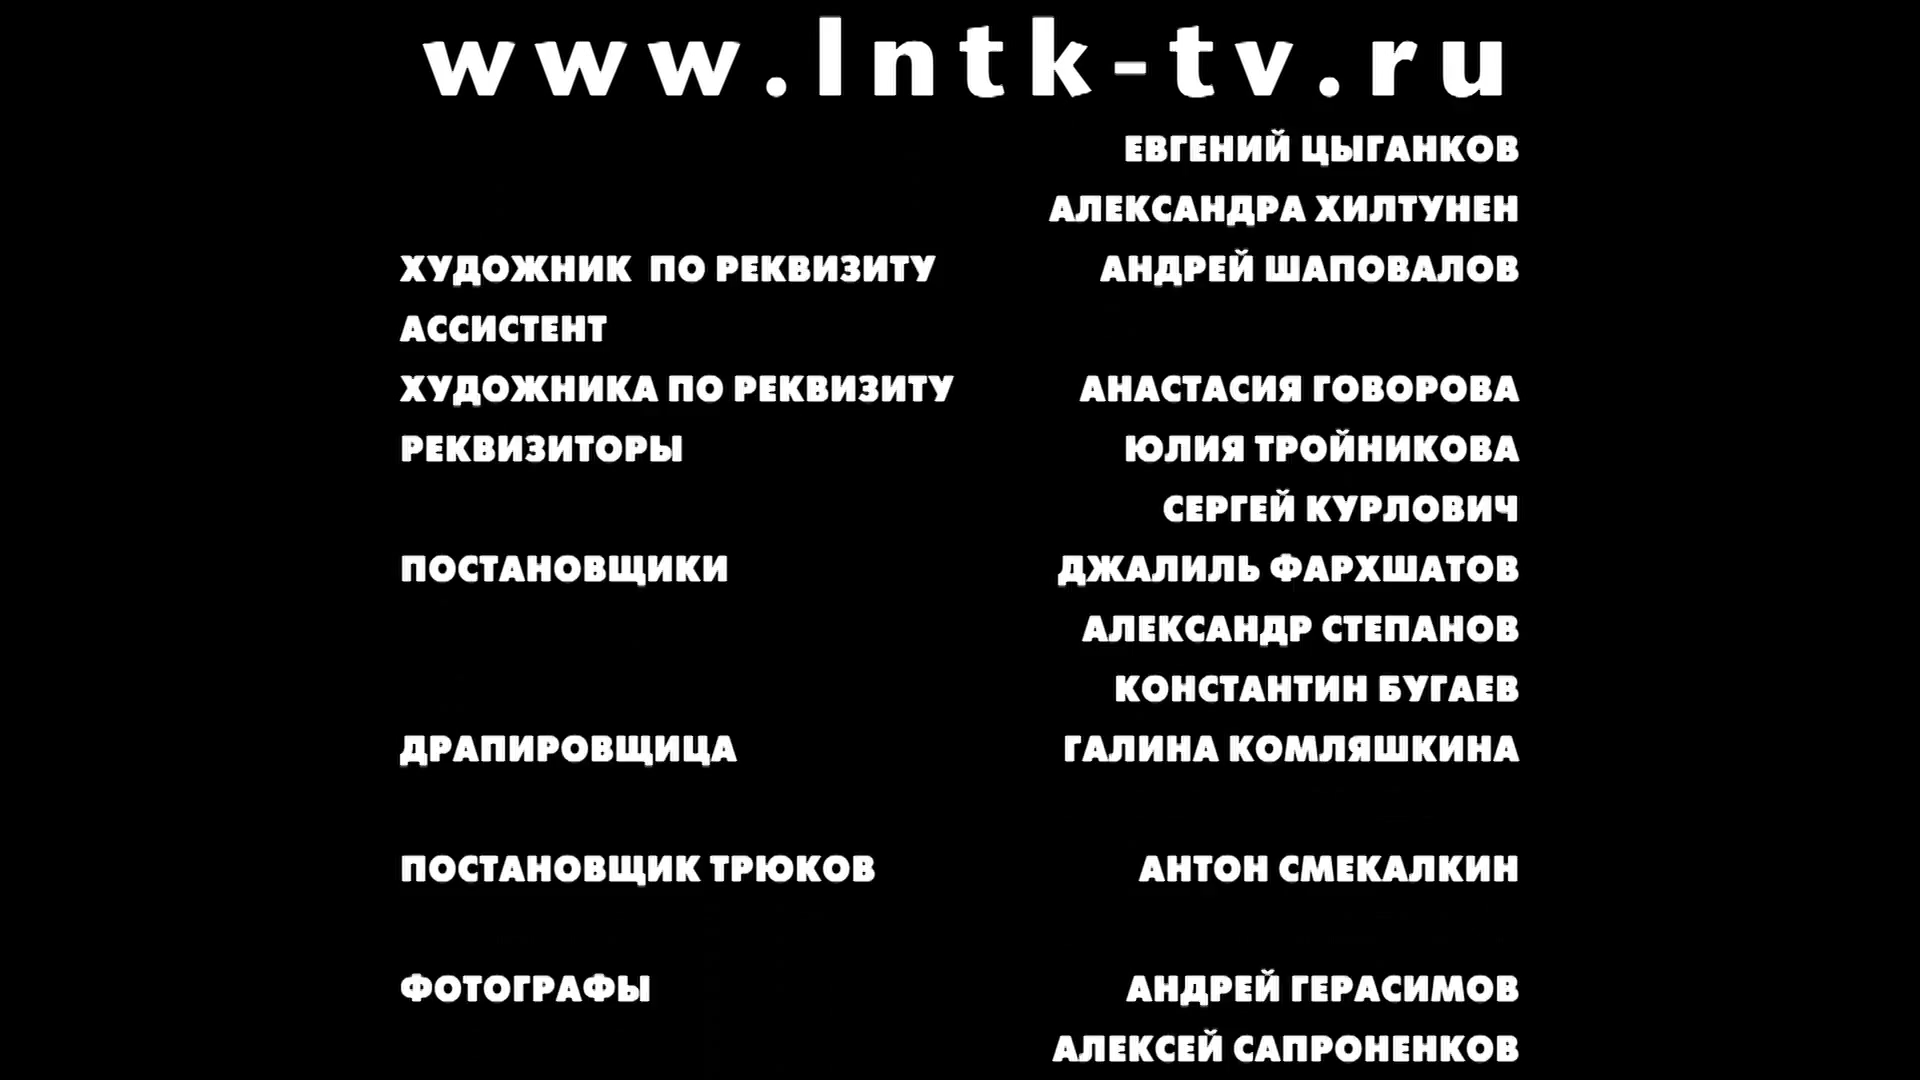 www.lntk-tv.ru
ЕВГЕНИЙ ЦЫГАНКОВ
АЛЕКСАНДРА ХИЛТУНЕН
ХУДОЖНИК ПО РЕКВИЗИТУ АНДРЕЙ ШАПОВАЛОВ
АССИСТЕНТ
ХУДОЖНИКА ПО РЕКВИЗИТУ АНАСТАСИЯ ГОВОРОВА
РЕКВИЗИТОРЫ ЮЛИЯ ТРОЙНИКОВА
СЕРГЕЙ КУРЛОВИЧ
ПОСТАНОВЩИКИ ДЖАЛИЛЬ ФАРХШАТОВ
АЛЕКСАНДР СТЕПАНОВ
КОНСТАНТИН БУГАЕВ
ДРАПИРОВЩИЦА ГАЛИНА КОМЛЯШКИНА
ПОСТАНОВЩИК ТРЮКОВ АНТОН СМЕКАЛКИН
ФОТОГРАФЫ АНДРЕЙ ГЕРАСИМОВ
АЛЕКСЕЙ САПРОНЕНКОВ